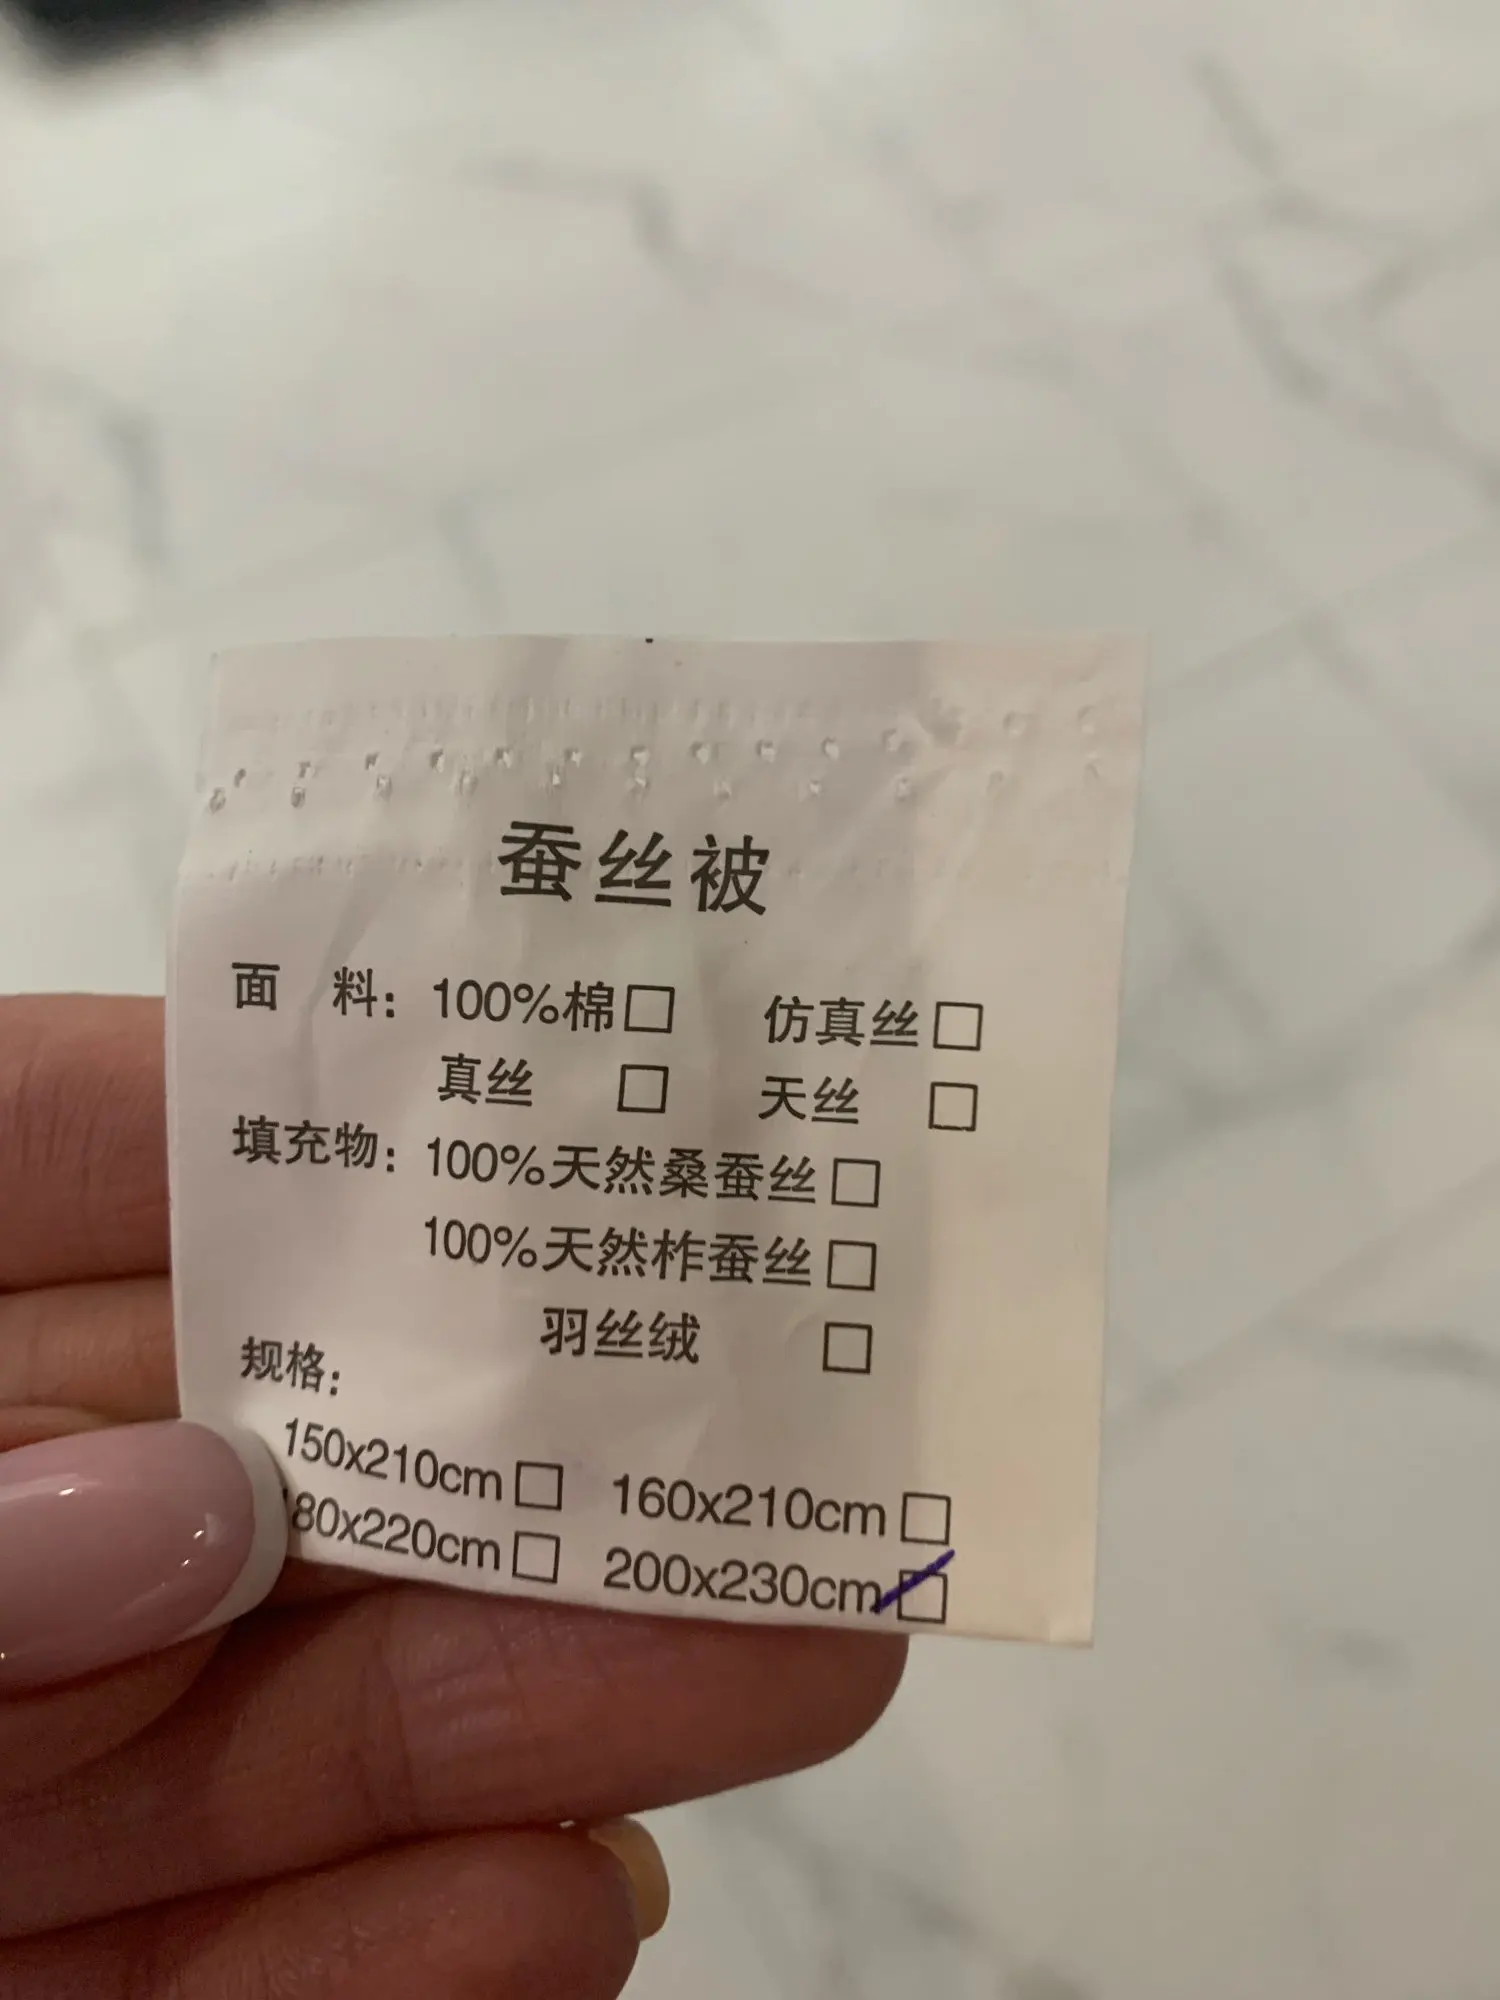 蚕丝被
面 料：100%棉□ 仿真丝□
真丝 □ 天丝 □
填充物：100%天然桑蚕丝□
100%天然柞蚕丝□
羽丝绒 □
规格：
150x210cm□ 160x210cm□
180x220cm□ 200x230cm☑